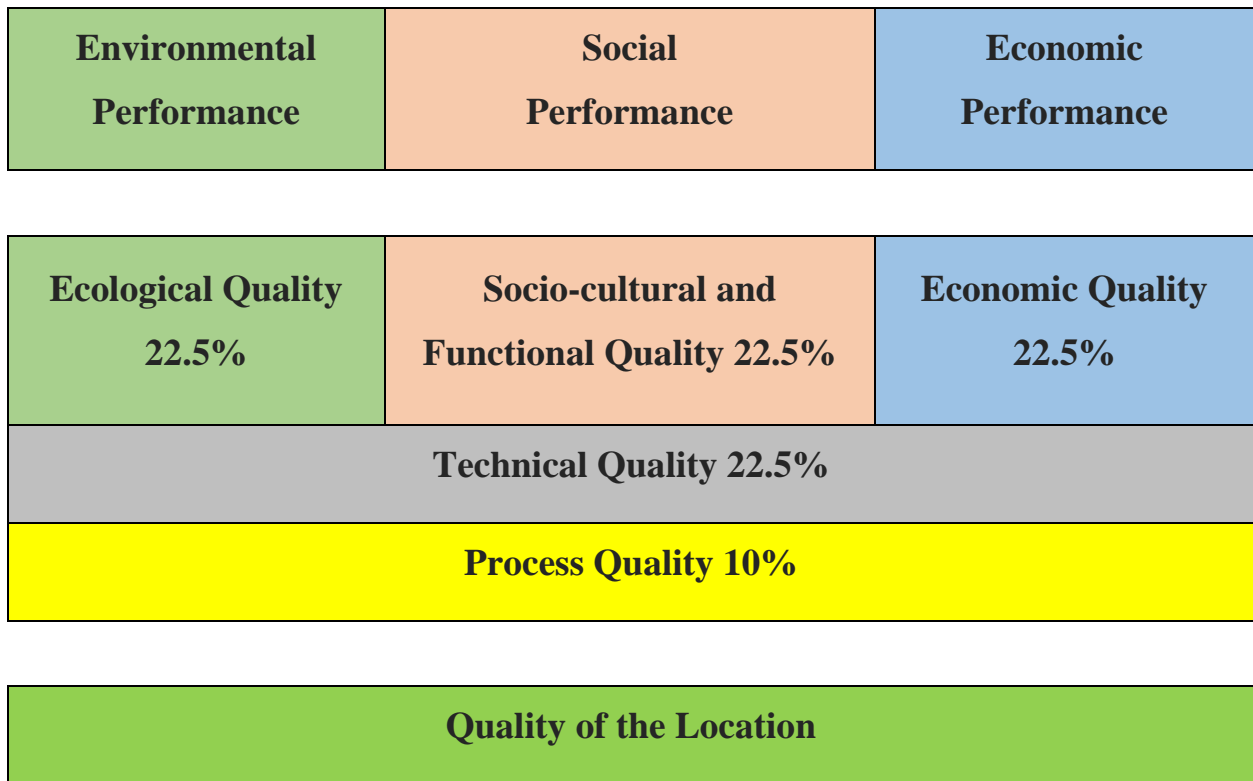 Environmental
Performance
Social
Performance
Economic
Performance
Ecological Quality
22.5%
Socio-cultural and
Functional Quality 22.5%
Economic Quality
22.5%
Technical Quality 22.5%
Process Quality 10%
Quality of the Location